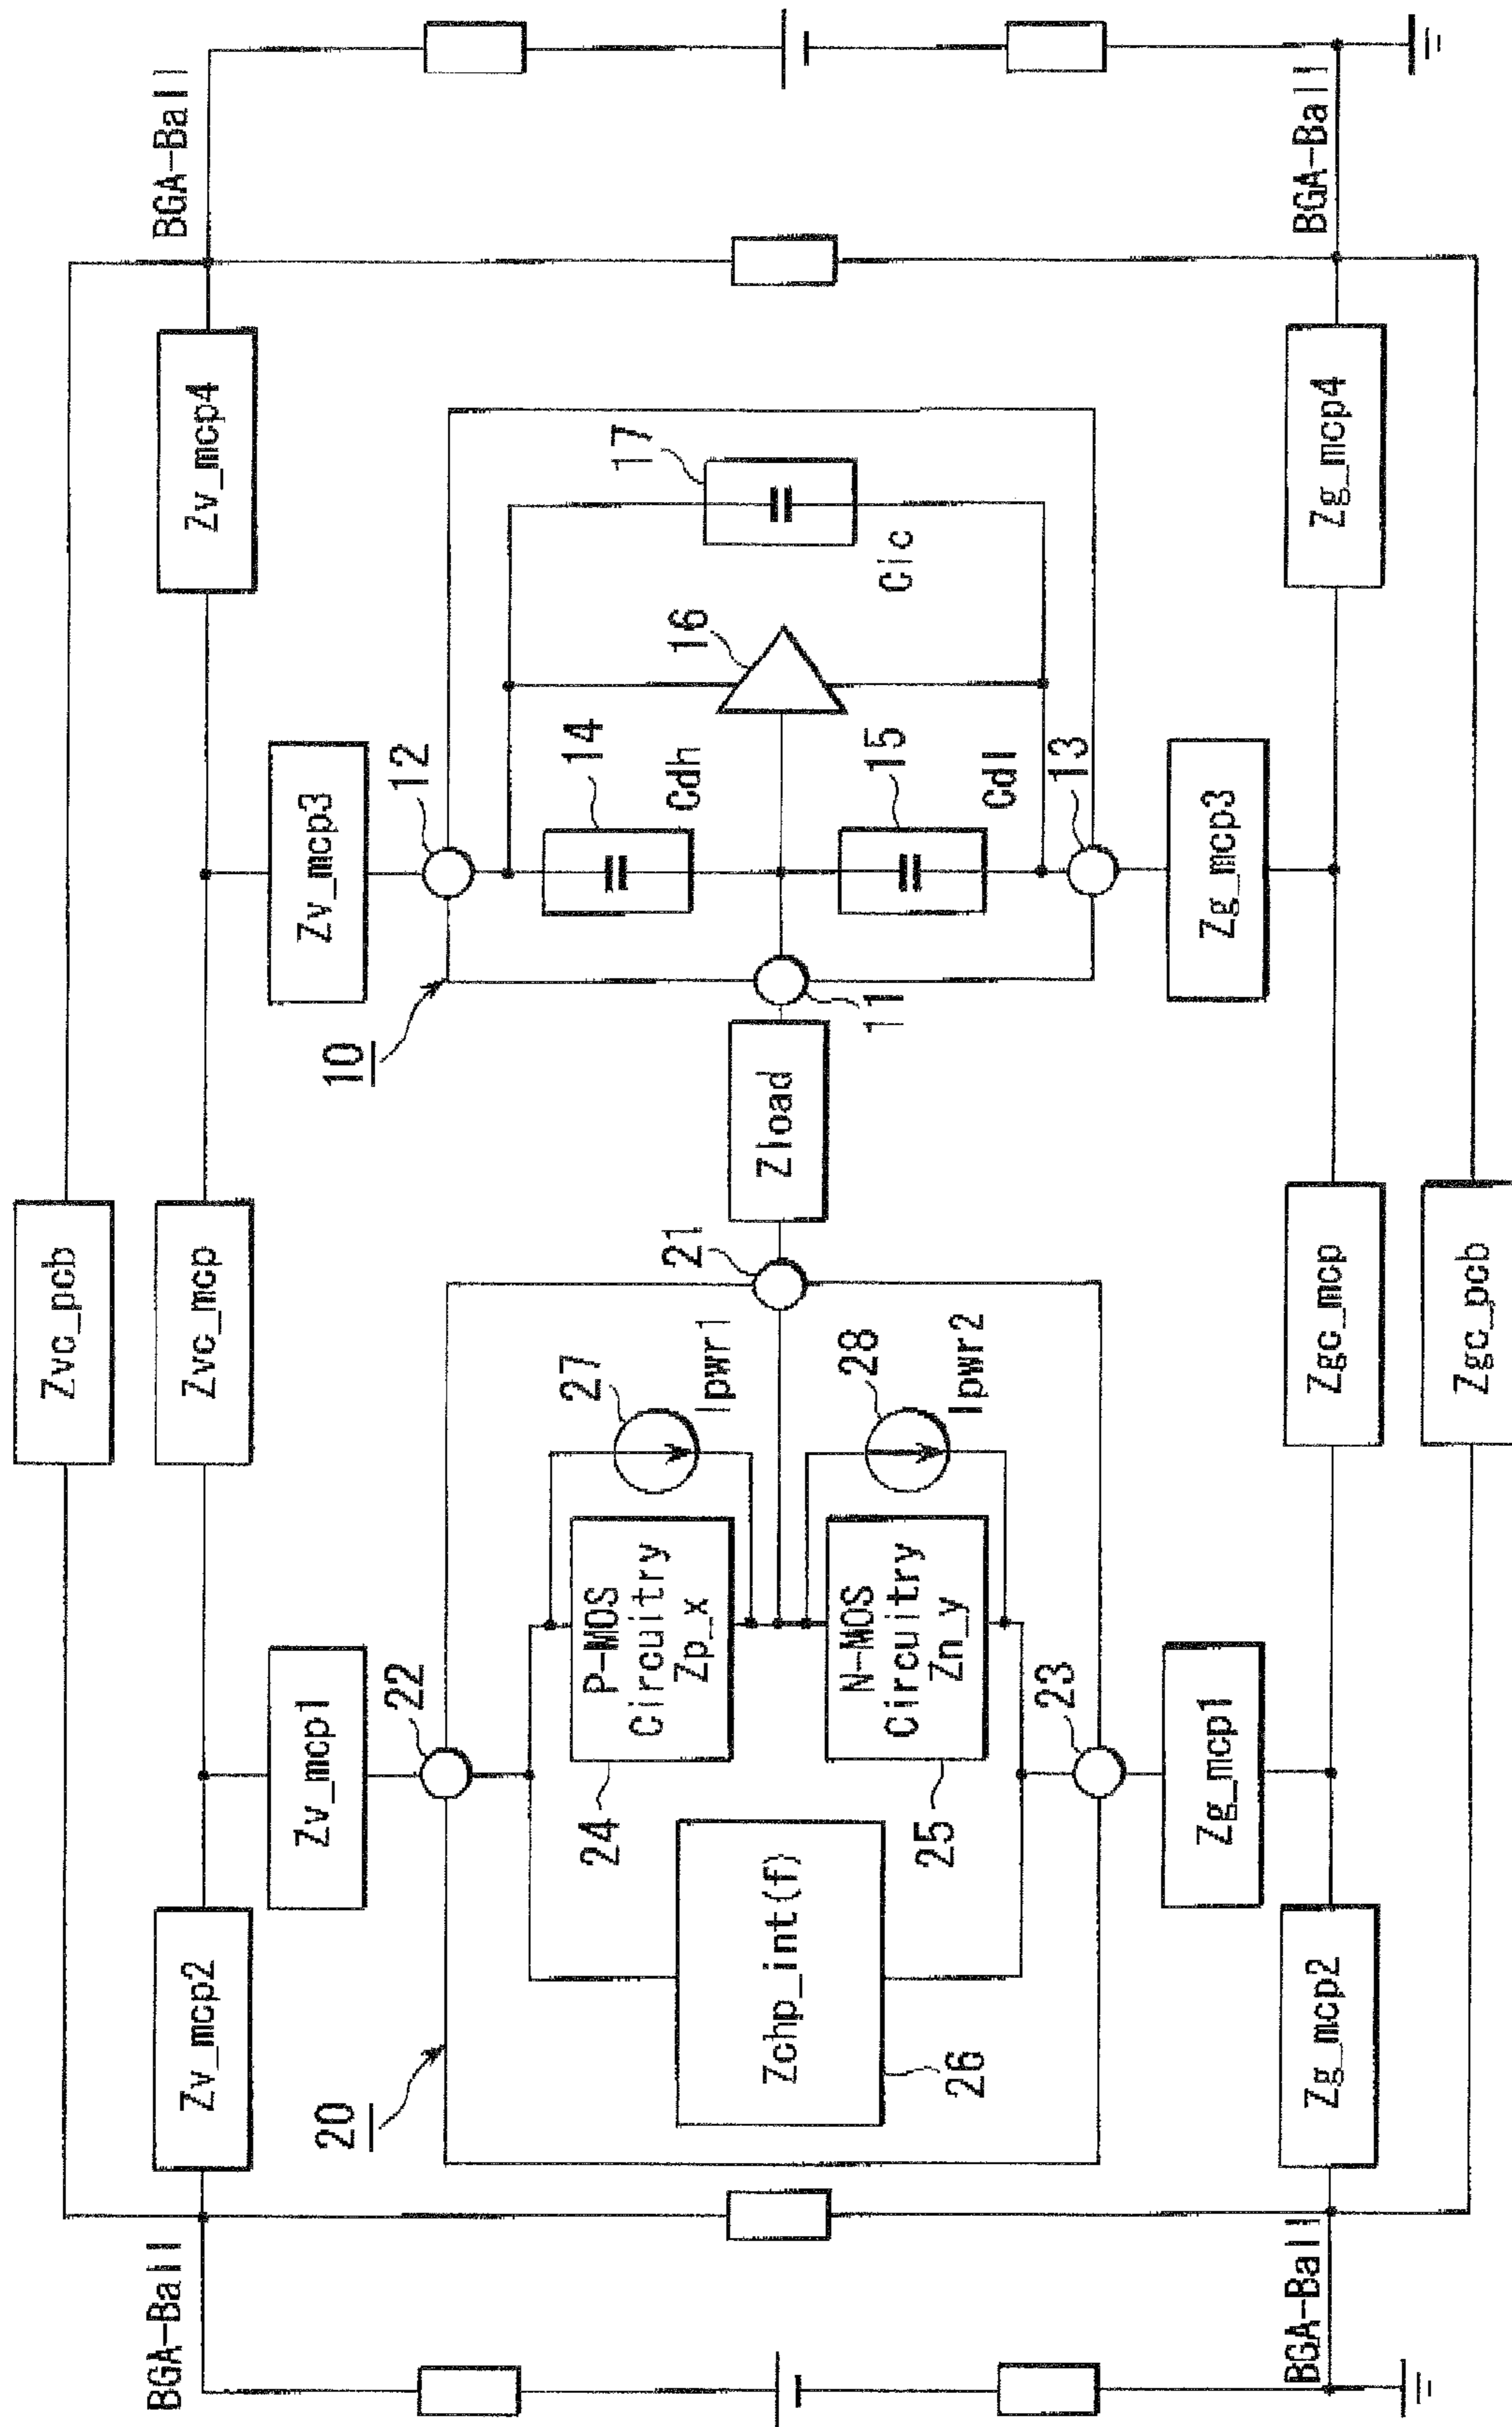 Zvc_pcb
Zvc_mcp
BGA-Ball
BGA-Ball
Zv_mcp2
Zv_mcp4
Zv_mcp1
Zv_mcp3
20
22
10
12
P-MOS
Circuitry
Zp_x
24
27
Ipwr1
21
14
Cdh
16
17
Zchp_int(f)
26
Zload
11
N-MOS
Circuitry
Zn_y
25
28
Ipwr2
15
Cdl
Cic
23
13
Zg_mcp1
Zg_mcp3
Zg_mcp2
Zg_mcp4
BGA-Ball
BGA-Ball
Zgc_mcp
Zgc_pcb